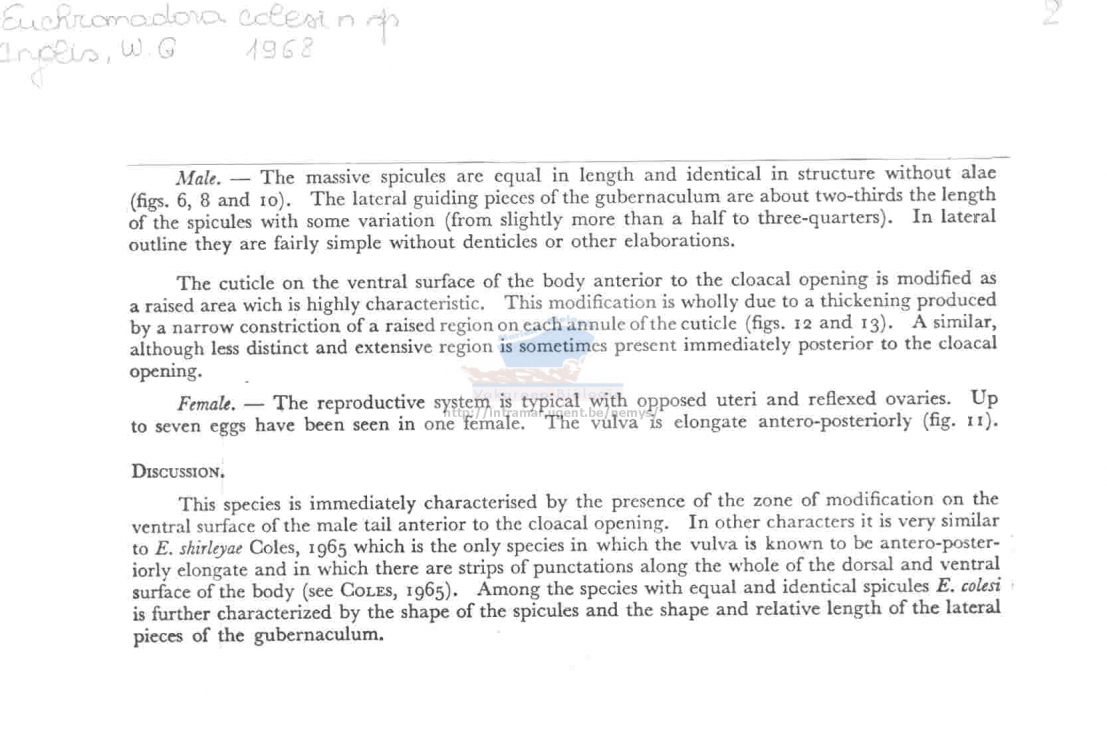 Euchromadora colesi n sp
2
Inglis, W.G 1968
Male. — The massive spicules are equal in length and identical in structure without alae
(figs. 6, 8 and 10). The lateral guiding pieces of the gubernaculum are about two-thirds the length
of the spicules with some variation (from slightly more than a half to three-quarters). In lateral
outline they are fairly simple without denticles or other elaborations.
The cuticle on the ventral surface of the body anterior to the cloacal opening is modified as
a raised area wich is highly characteristic. This modification is wholly due to a thickening produced
by a narrow constriction of a raised region on each annule of the cuticle (figs. 12 and 13). A similar,
although less distinct and extensive region is sometimes present immediately posterior to the cloacal
opening.
Female. — The reproductive system is typical with opposed uteri and reflexed ovaries. Up
http://intramar.ugent.be/nemys/
to seven eggs have been seen in one female. The vulva is elongate antero-posteriorly (fig. 11).
DISCUSSION.
This species is immediately characterised by the presence of the zone of modification on the
ventral surface of the male tail anterior to the cloacal opening. In other characters it is very similar
to E. shirleyae Coles, 1965 which is the only species in which the vulva is known to be antero-poster-
iorly elongate and in which there are strips of punctations along the whole of the dorsal and ventral
surface of the body (see COLES, 1965). Among the species with equal and identical spicules E. colesi
is further characterized by the shape of the spicules and the shape and relative length of the lateral
pieces of the gubernaculum.